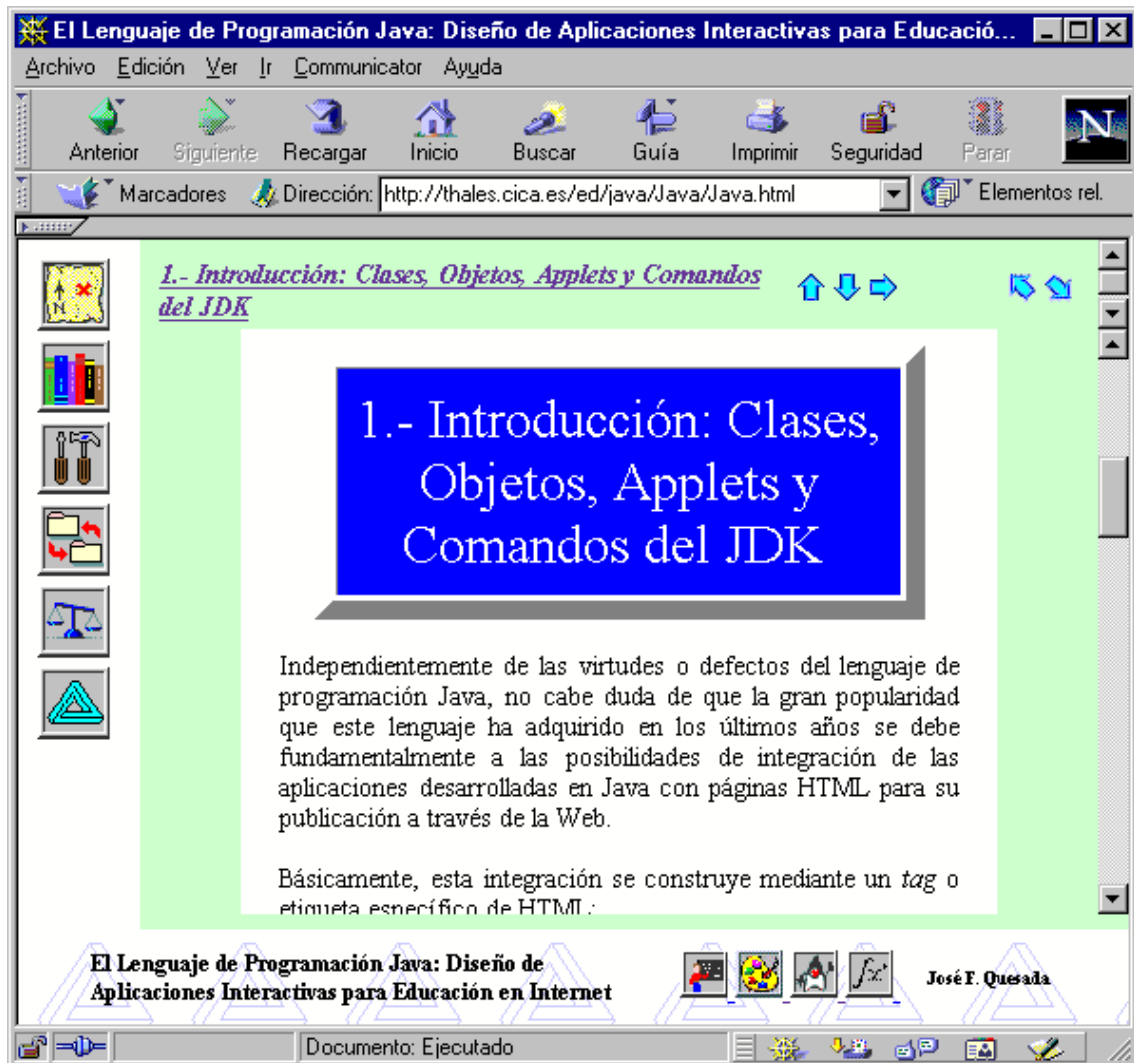 El Lenguaje de Programación Java: Diseño de Aplicaciones Interactivas para Educació...
Archivo Edición Ver Ir Communicator Ayuda
Anterior Siguiente Recargar Inicio Buscar Guía Imprimir Seguridad Parar
N
Marcadores Dirección: http://thales.cica.es/ed/java/Java/Java.html Elementos rel.
N
1.- Introducción: Clases, Objetos, Applets y Comandos
del JDK
1.- Introducción: Clases,
Objetos, Applets y
Comandos del JDK
Independientemente de las virtudes o defectos del lenguaje de
programación Java, no cabe duda de que la gran popularidad
que este lenguaje ha adquirido en los últimos años se debe
fundamentalmente a las posibilidades de integración de las
aplicaciones desarrolladas en Java con páginas HTML para su
publicación a través de la Web.
Básicamente, esta integración se construye mediante un tag o
etiqueta específico de HTML:
El Lenguaje de Programación Java: Diseño de
Aplicaciones Interactivas para Educación en Internet
fx
José F. Quesada
Documento: Ejecutado